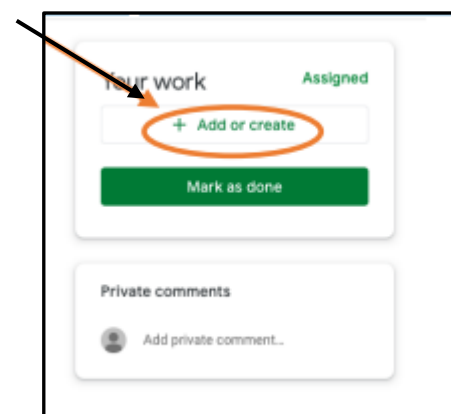 Your work
Assigned
+ Add or create
Mark as done
Private comments
Add private comment...